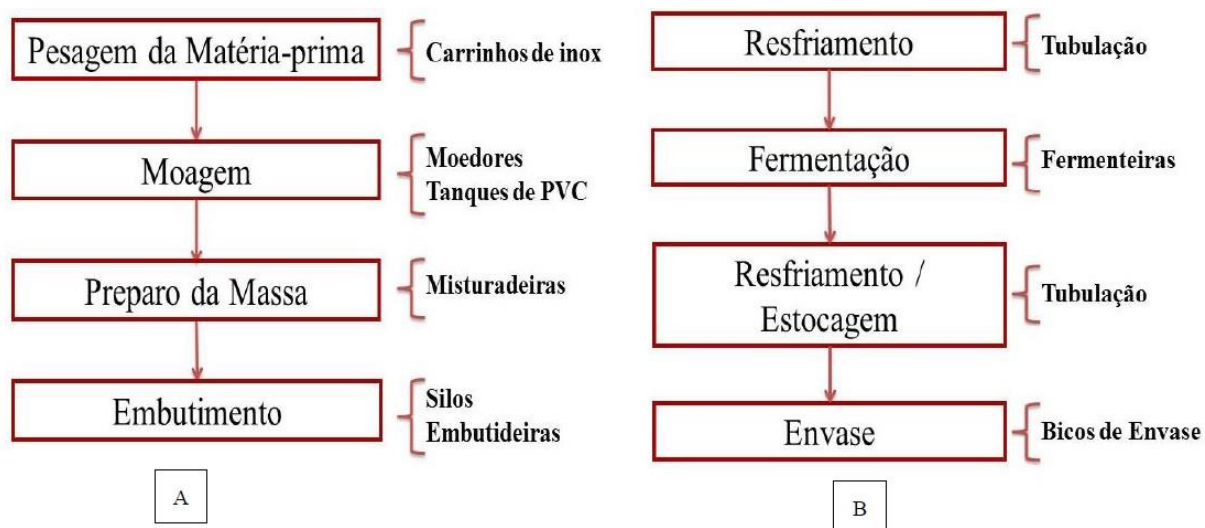 Pesagem da Matéria-prima
Carrinhos de inox
Moagem
Moedores
Tanques de PVC
Preparo da Massa
Misturadeiras
Embutimento
Silos
Embutideiras
A
Resfriamento
Tubulação
Fermentação
Fermenteiras
Resfriamento /
Estocagem
Tubulação
Envase
Bicos de Envase
B